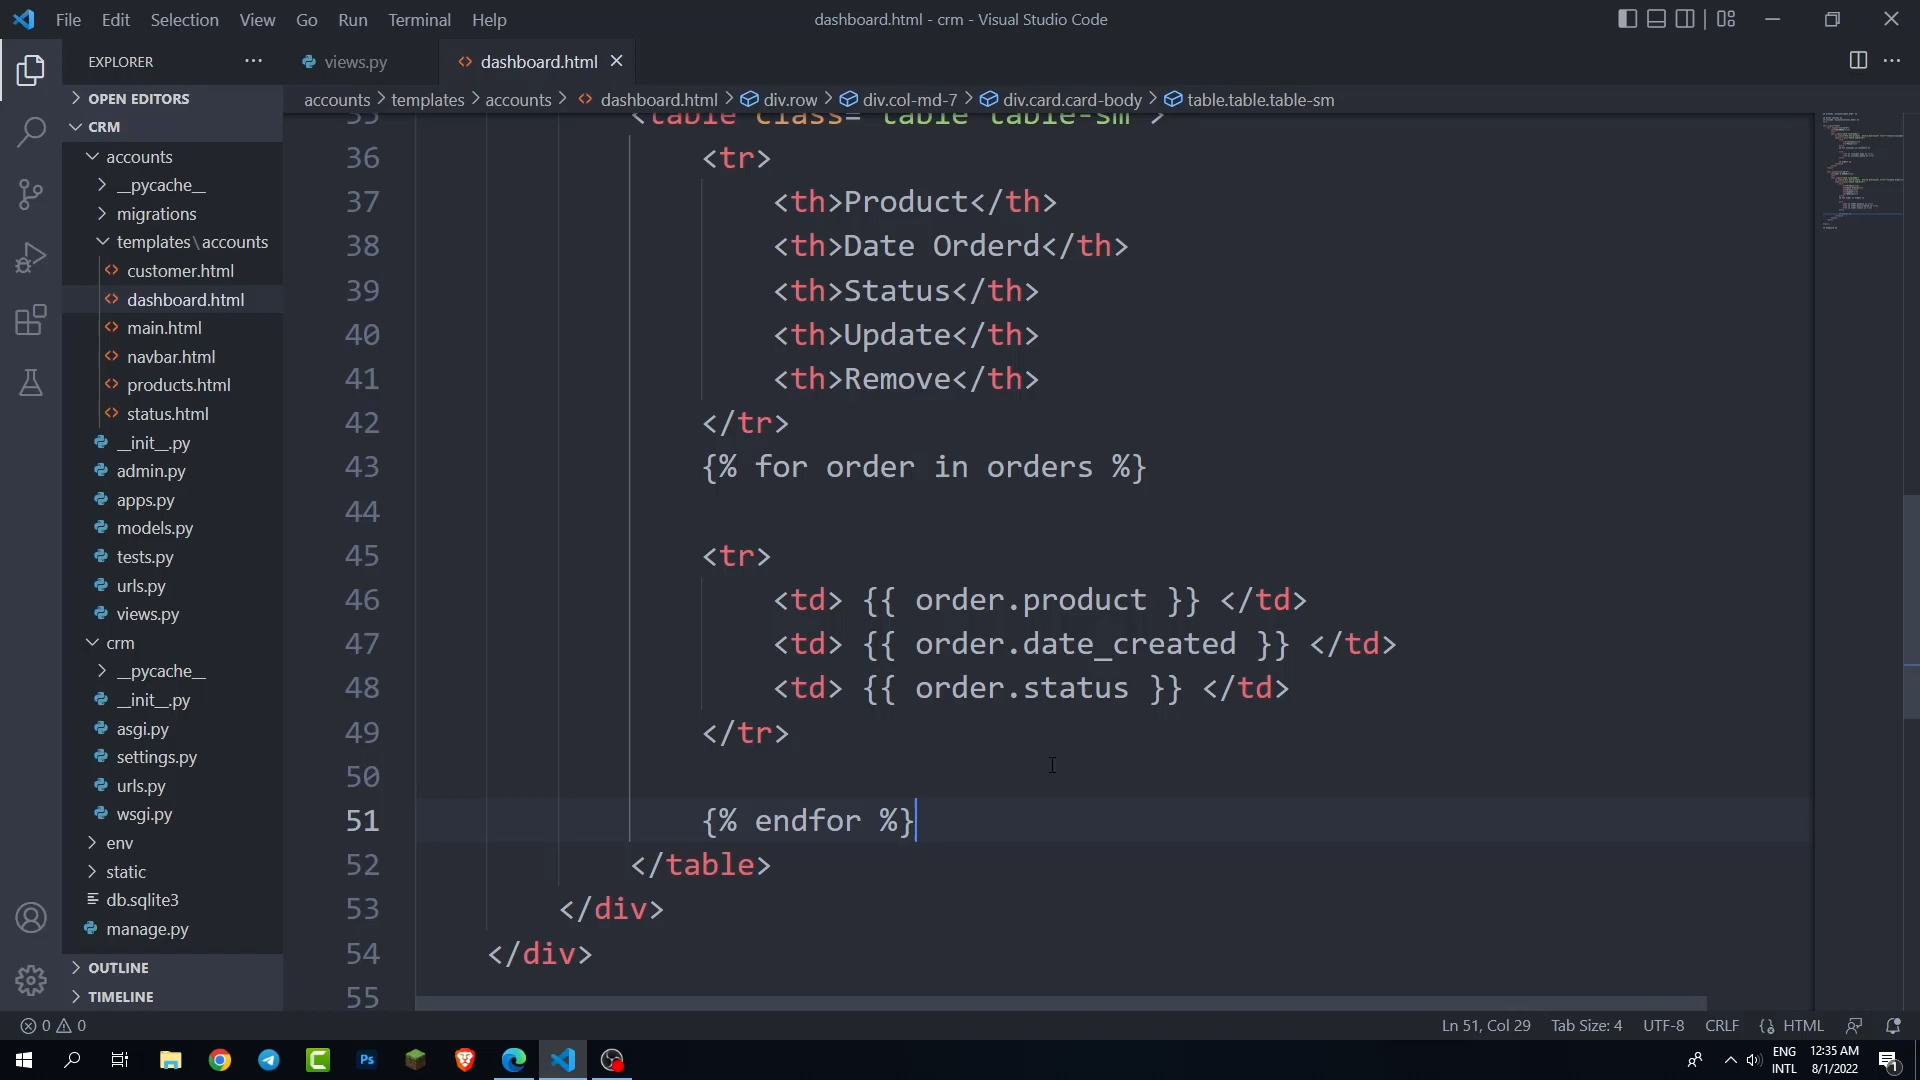 File Edit Selection View Go Run Terminal Help
dashboard.html - crm - Visual Studio Code
EXPLORER
views.py
dashboard.html
OPEN EDITORS
accounts > templates > accounts > dashboard.html > div.row > div.col-md-7 > div.card.card-body > table.table.table-sm
CRM
accounts
__pycache__
migrations
templates\accounts
customer.html
dashboard.html
main.html
navbar.html
products.html
status.html
__init__.py
admin.py
apps.py
models.py
tests.py
urls.py
views.py
crm
__pycache__
__init__.py
asgi.py
settings.py
urls.py
wsgi.py
env
static
db.sqlite3
manage.py
OUTLINE
TIMELINE
35 <table class="table table-sm">
36 <tr>
37 <th>Product</th>
38 <th>Date Orderd</th>
39 <th>Status</th>
40 <th>Update</th>
41 <th>Remove</th>
42 </tr>
43 {% for order in orders %}
44
45 <tr>
46 <td> {{ order.product }} </td>
47 <td> {{ order.date_created }} </td>
48 <td> {{ order.status }} </td>
49 </tr>
50
51 {% endfor %}
52 </table>
53 </div>
54 </div>
55
0 0
Ln 51, Col 29 Tab Size: 4 UTF-8 CRLF HTML
Ps
ENG
INTL
12:35 AM
8/1/2022
1